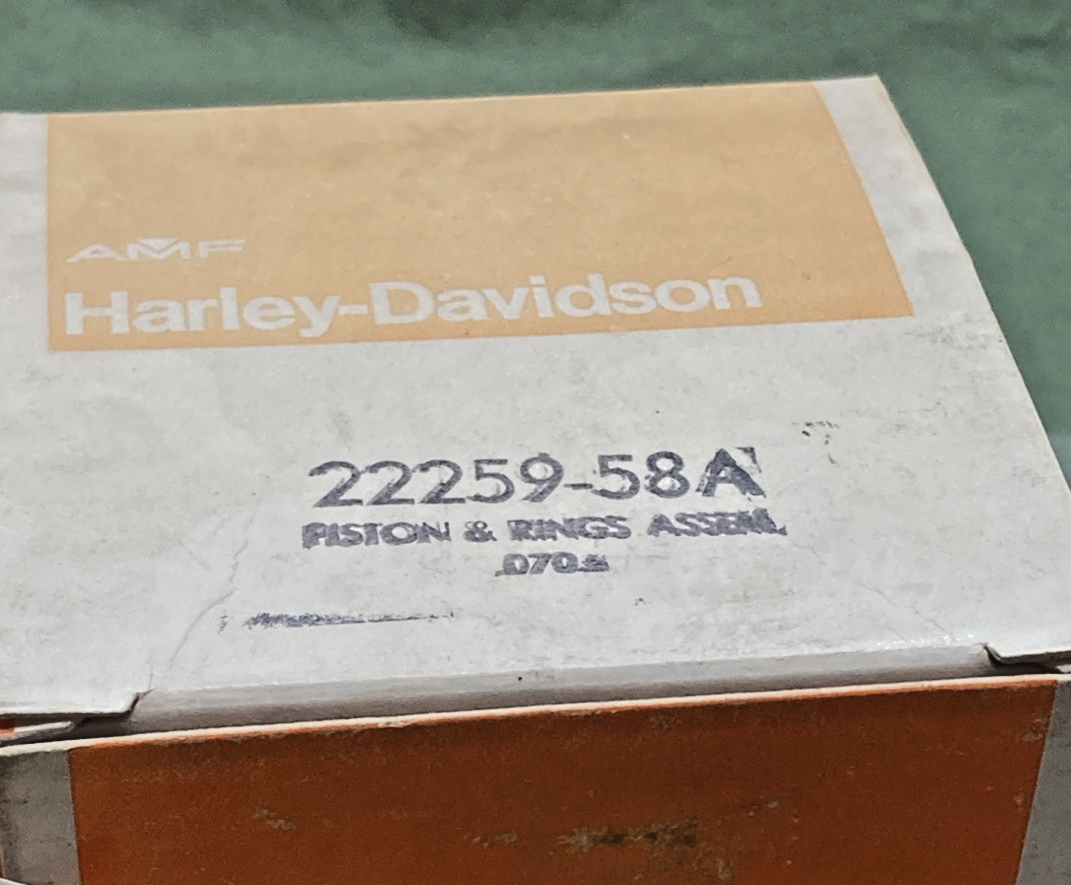 AMF
Harley-Davidson
22259-58A
PISTON & RINGS ASSEM.
.070